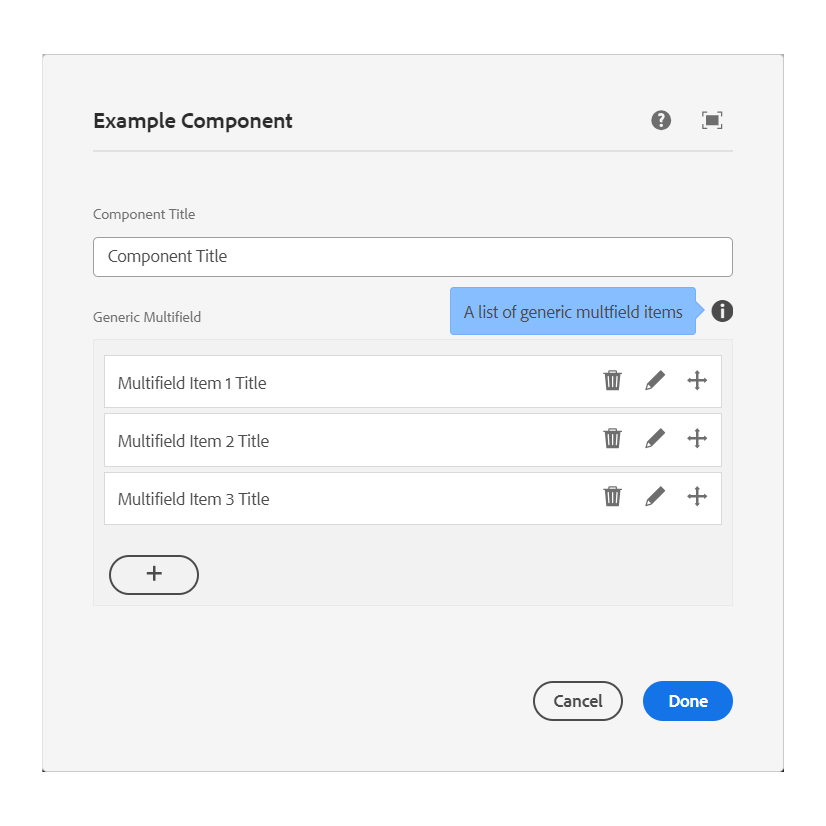 Example Component
Component Title
Component Title
Generic Multifield
A list of generic multfield items
Multifield Item 1 Title
Multifield Item 2 Title
Multifield Item 3 Title
+
Cancel
Done